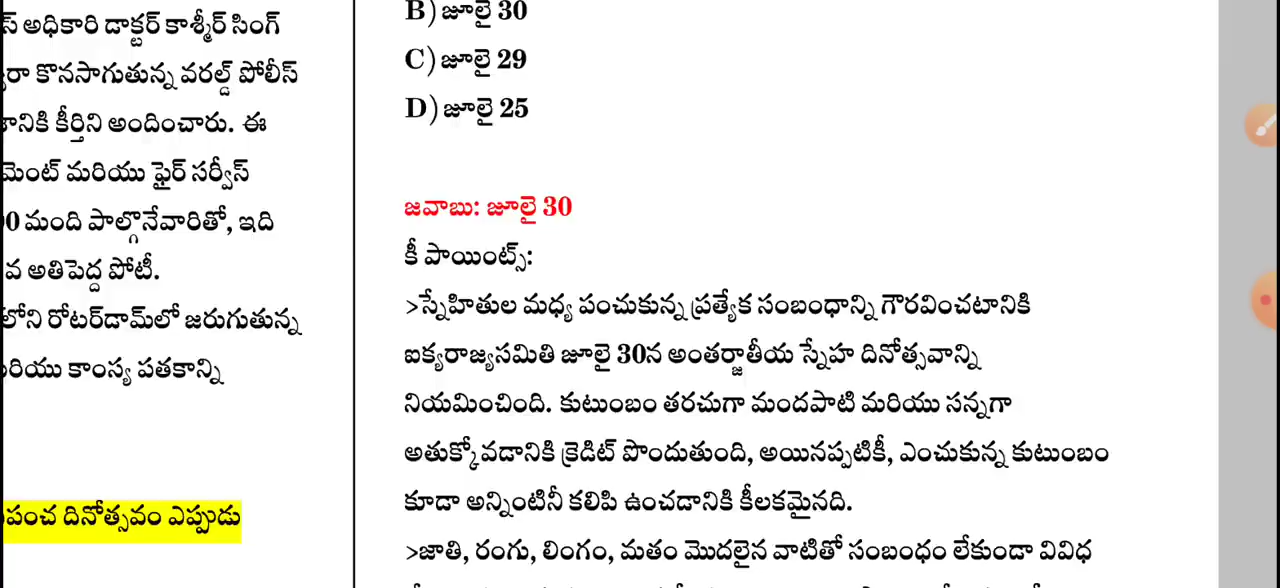 అధికారి డాక్టర్ కాశ్మీర్ సింగ్
కొనసాగుతున్న వరల్డ్ పోలీస్
కీర్తిని అందించారు. ఈ
మరియు ఫైర్ సర్వీస్
మంది పాల్గొనేవారితో, ఇది
అతిపెద్ద పోటీ.
రోటర్‌డామ్‌లో జరుగుతున్న
కాంస్య పతకాన్ని
దినోత్సవం ఎప్పుడు
B) జూలై 30
C) జూలై 29
D) జూలై 25
జవాబు: జూలై 30
కీ పాయింట్స్:
>స్నేహితుల మధ్య పంచుకున్న ప్రత్యేక సంబంధాన్ని గౌరవించటానికి
ఐక్యరాజ్యసమితి జూలై 30న అంతర్జాతీయ స్నేహ దినోత్సవాన్ని
నియమించింది. కుటుంబం తరచుగా మందపాటి మరియు సన్నగా
అతుక్కోవడానికి క్రెడిట్ పొందుతుంది, అయినప్పటికీ, ఎంచుకున్న కుటుంబం
కూడా అన్నింటినీ కలిపి ఉంచడానికి కీలకమైనది.
>జాతి, రంగు, లింగం, మతం మొదలైన వాటితో సంబంధం లేకుండా వివిధ